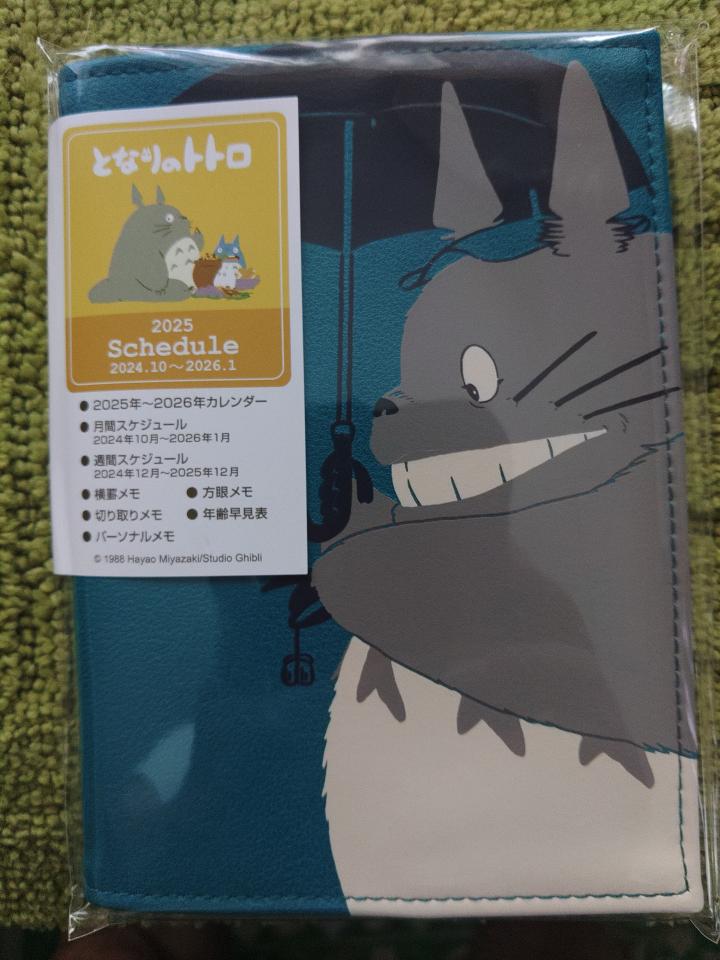 となりのトトロ
2025
Schedule
2024.10〜2026.1
●2025年〜2026年カレンダー
●月間スケジュール
2024年10月〜2026年1月
●週間スケジュール
2024年12月〜2025年12月
●横罫メモ ●方眼メモ
●切り取りメモ ●年齢早見表
●パーソナルメモ
© 1988 Hayao Miyazaki/Studio Ghibli